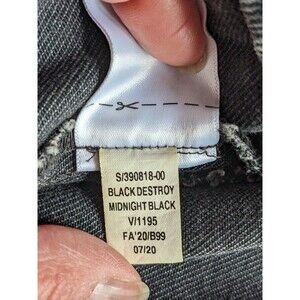 S/390818-00
BLACK DESTROY
MIDNIGHT BLACK
V/1195
FA'20/B99
07/20